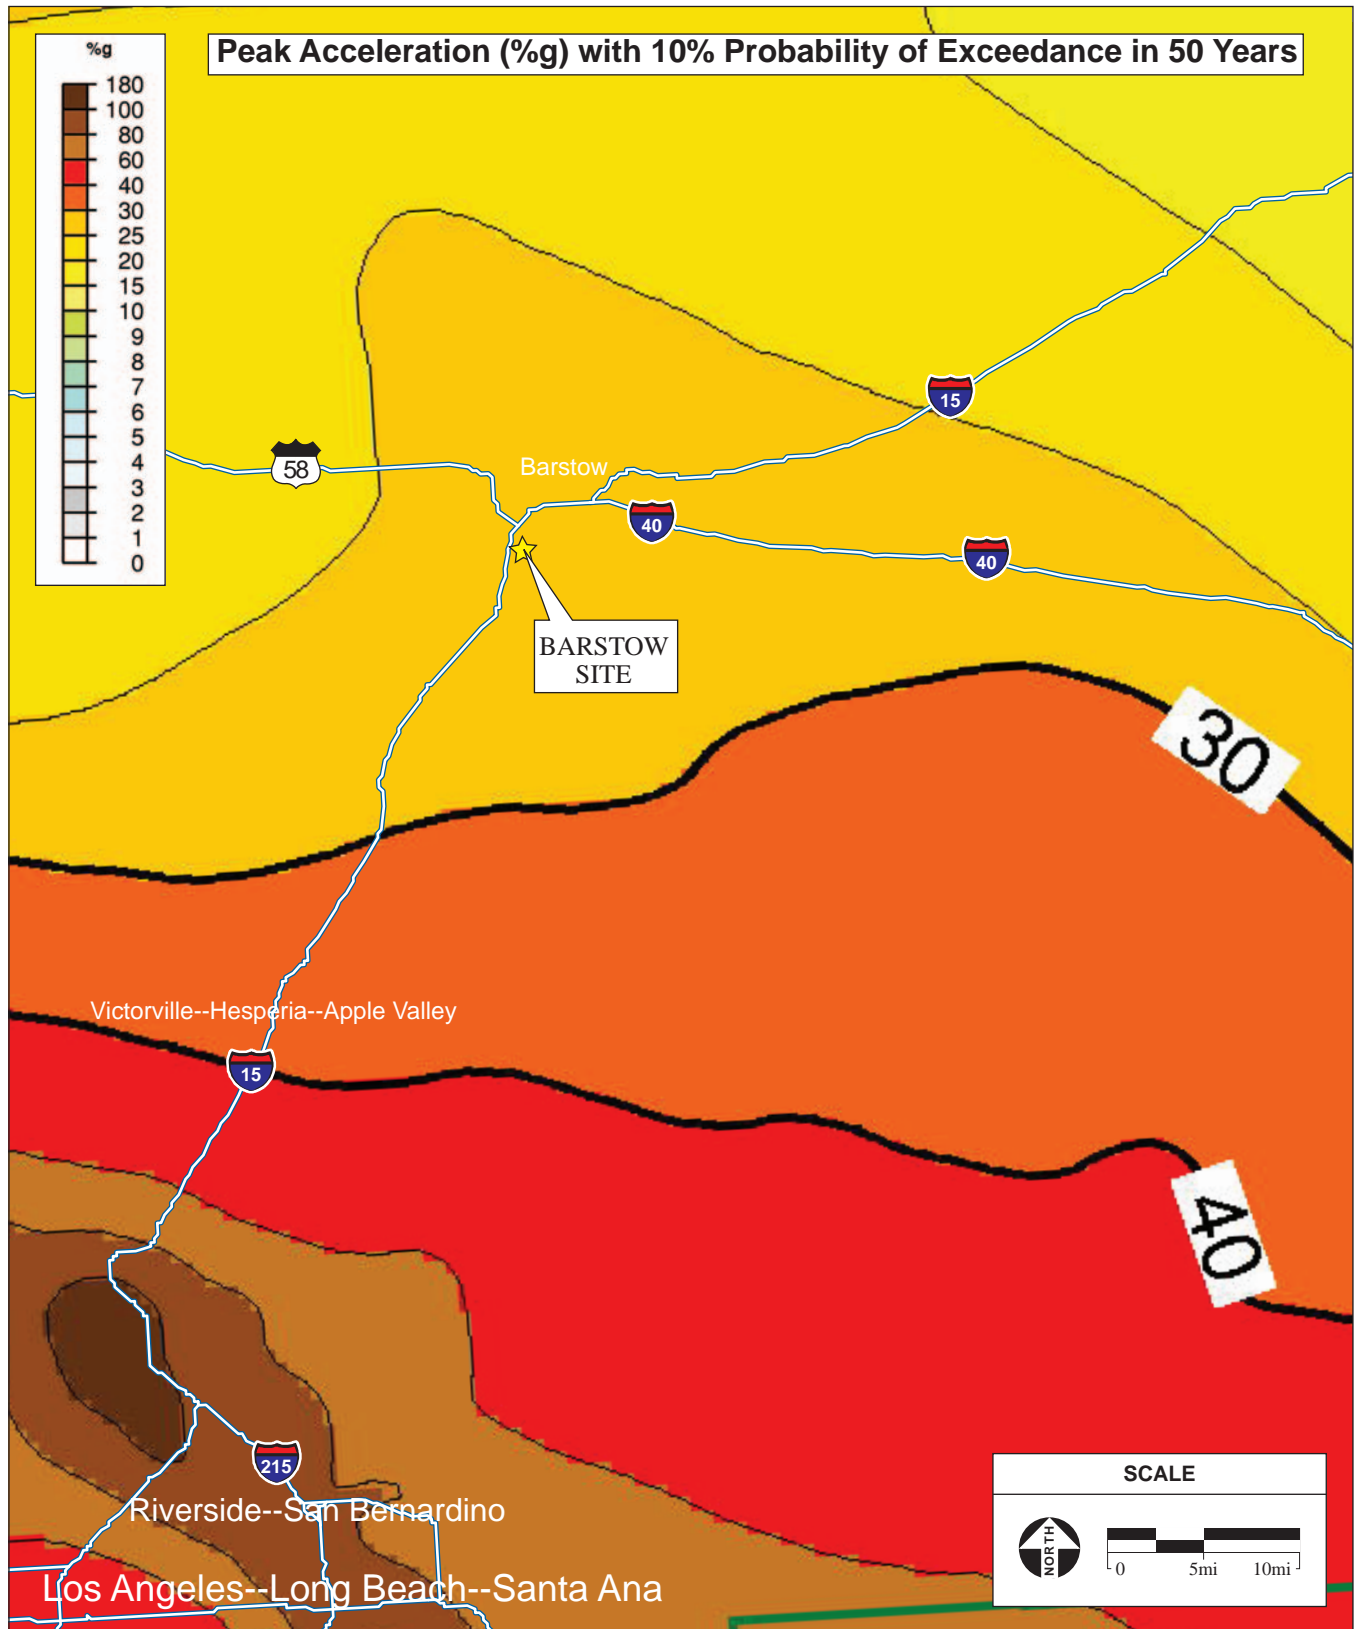 %g
Peak Acceleration (%g) with 10% Probability of Exceedance in 50 Years
180
100
80
60
40
30
25
20
15
10
9
8
7
6
5
4
3
2
1
0
15
58
Barstow
40
40
BARSTOW
SITE
30
Victorville--Hesperia--Apple Valley
15
40
215
Riverside--San Bernardino
Los Angeles--Long Beach--Santa Ana
SCALE
NORTH
0 5mi 10mi